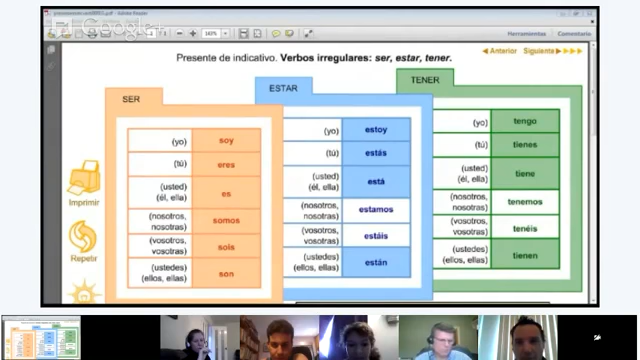 Google+
163%
Herramientas
Comentario
Anterior Siguiente
Presente de indicativo. Verbos irregulares: ser, estar, tener.
SER
(yo) soy
(tú) eres
(usted) (él, ella) es
(nosotros, nosotras) somos
(vosotros, vosotras) sois
(ustedes) (ellos, ellas) son
ESTAR
(yo) estoy
(tú) estás
(usted) (él, ella) está
(nosotros, nosotras) estamos
(vosotros, vosotras) estáis
(ustedes) (ellos, ellas) están
TENER
(yo) tengo
(tú) tienes
(usted) (él, ella) tiene
(nosotros, nosotras) tenemos
(vosotros, vosotras) tenéis
(ustedes) (ellos, ellas) tienen
Imprimir
Repetir